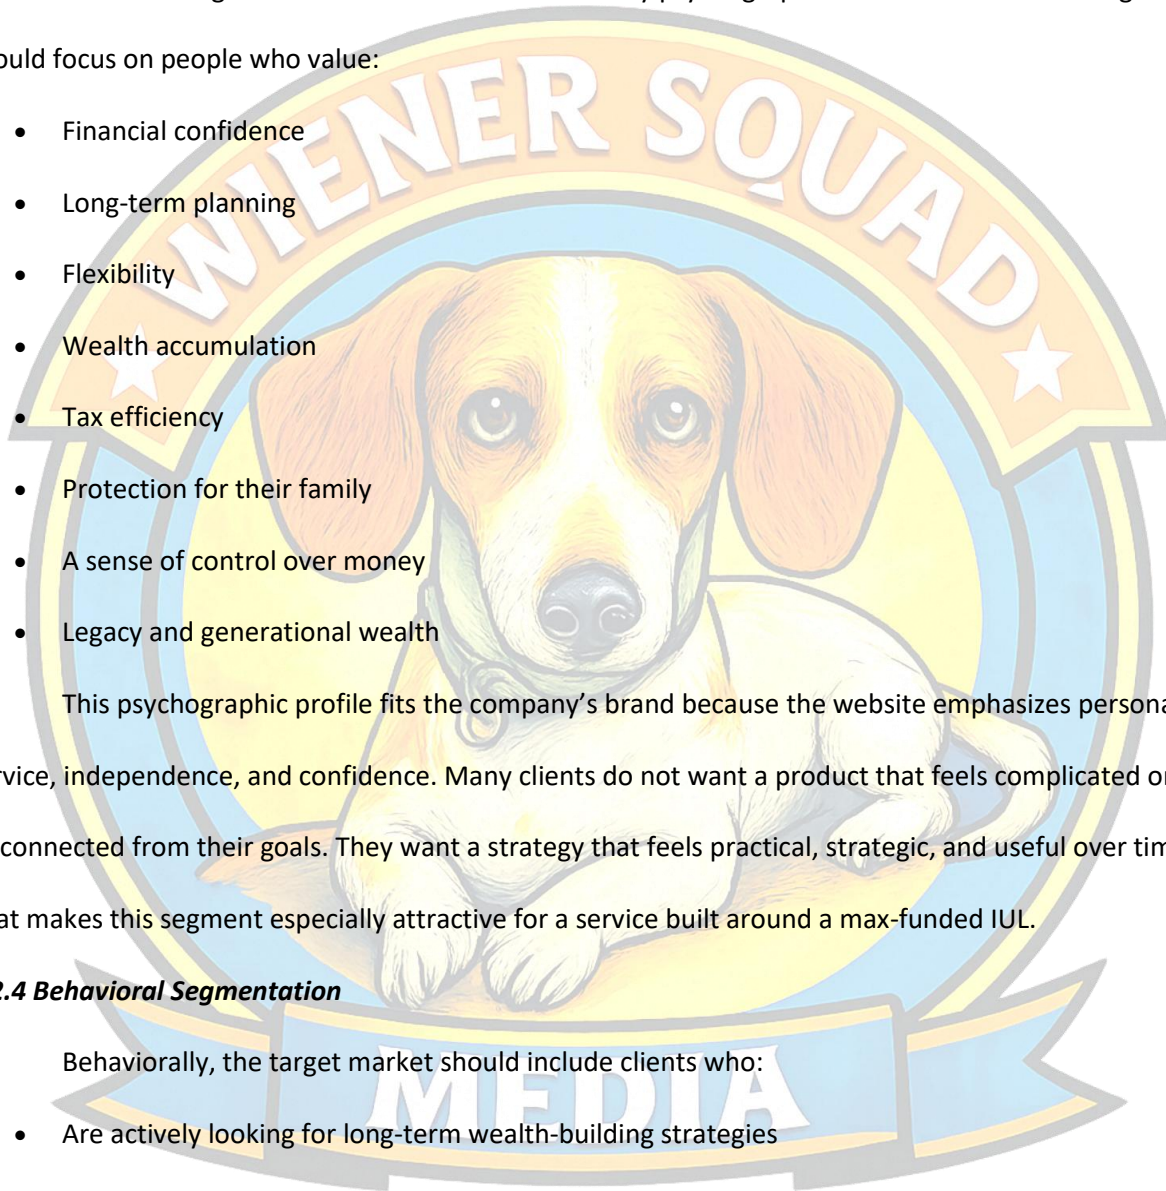 WIENER SQUAD
ould focus on people who value:
• Financial confidence
• Long-term planning
• Flexibility
• Wealth accumulation
• Tax efficiency
• Protection for their family
• A sense of control over money
• Legacy and generational wealth
This psychographic profile fits the company’s brand because the website emphasizes persona
rvice, independence, and confidence. Many clients do not want a product that feels complicated or
connected from their goals. They want a strategy that feels practical, strategic, and useful over tim
at makes this segment especially attractive for a service built around a max-funded IUL.
2.4 Behavioral Segmentation
Behaviorally, the target market should include clients who:
MEDIA
• Are actively looking for long-term wealth-building strategies